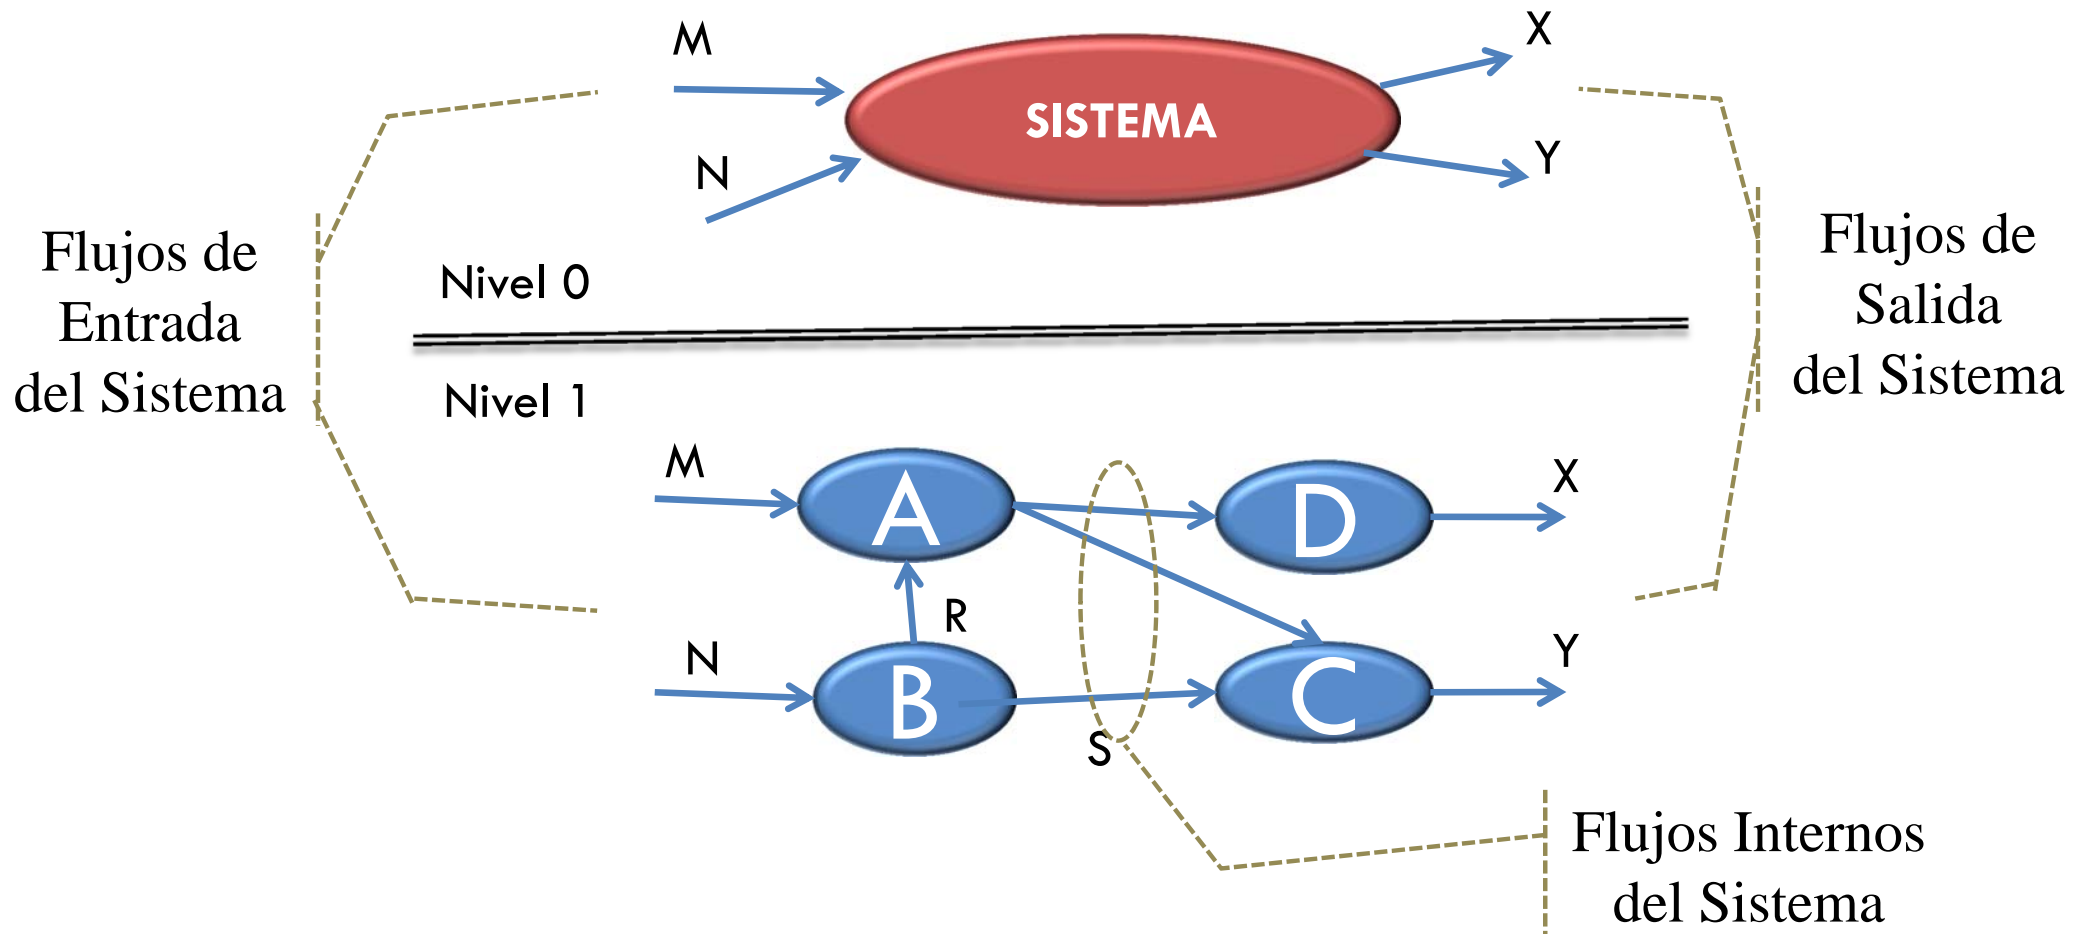 M
X
SISTEMA
N
Y
Flujos de
Entrada
del Sistema
Nivel 0
Flujos de
Salida
del Sistema
Nivel 1
M
A
D
X
R
N
B
C
Y
S
Flujos Internos
del Sistema